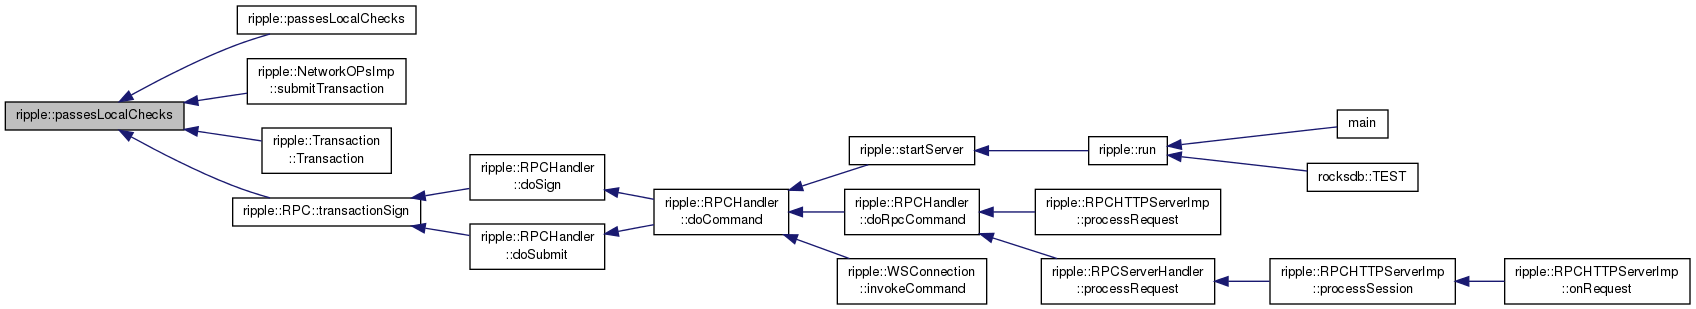 ripple::passesLocalChecks
ripple::passesLocalChecks
ripple::NetworkOPsImp
::submitTransaction
ripple::Transaction
::Transaction
ripple::RPC::transactionSign
ripple::RPCHandler
::doSign
ripple::RPCHandler
::doSubmit
ripple::RPCHandler
::doCommand
ripple::startServer
ripple::RPCHandler
::doRpcCommand
ripple::WSConnection
::invokeCommand
ripple::run
main
rocksdb::TEST
ripple::RPCHTTPServerImp
::processRequest
ripple::RPCServerHandler
::processRequest
ripple::RPCHTTPServerImp
::processSession
ripple::RPCHTTPServerImp
::onRequest